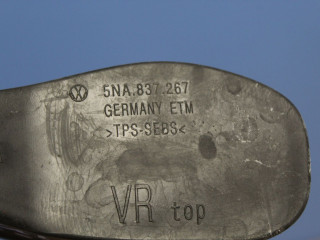 5NA.837.267
GERMANY ETM
>TPS-SEBS<
VR top